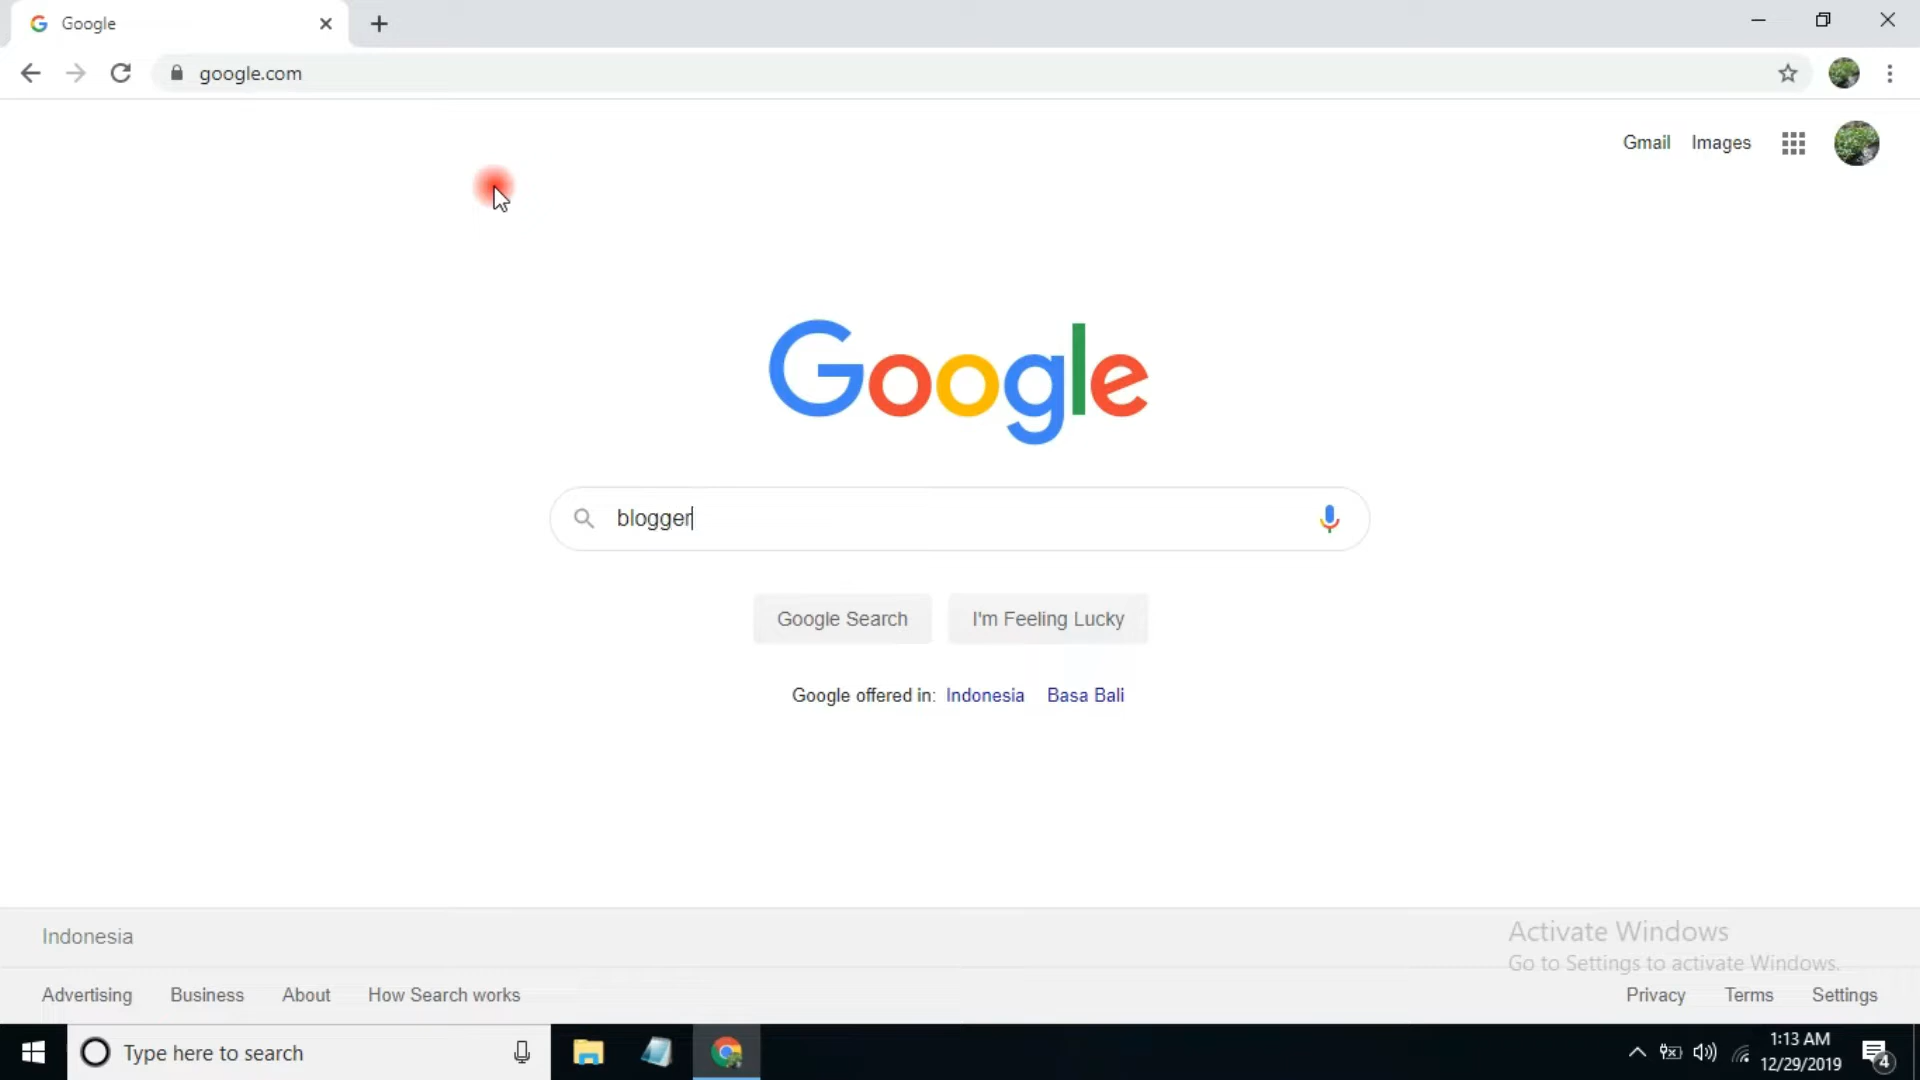 Google
google.com
Gmail Images
Google
blogger
Google Search I'm Feeling Lucky
Google offered in: Indonesia Basa Bali
Indonesia
Activate Windows
Go to Settings to activate Windows.
Advertising Business About How Search works Privacy Terms Settings
Type here to search
1:13 AM
12/29/2019
4